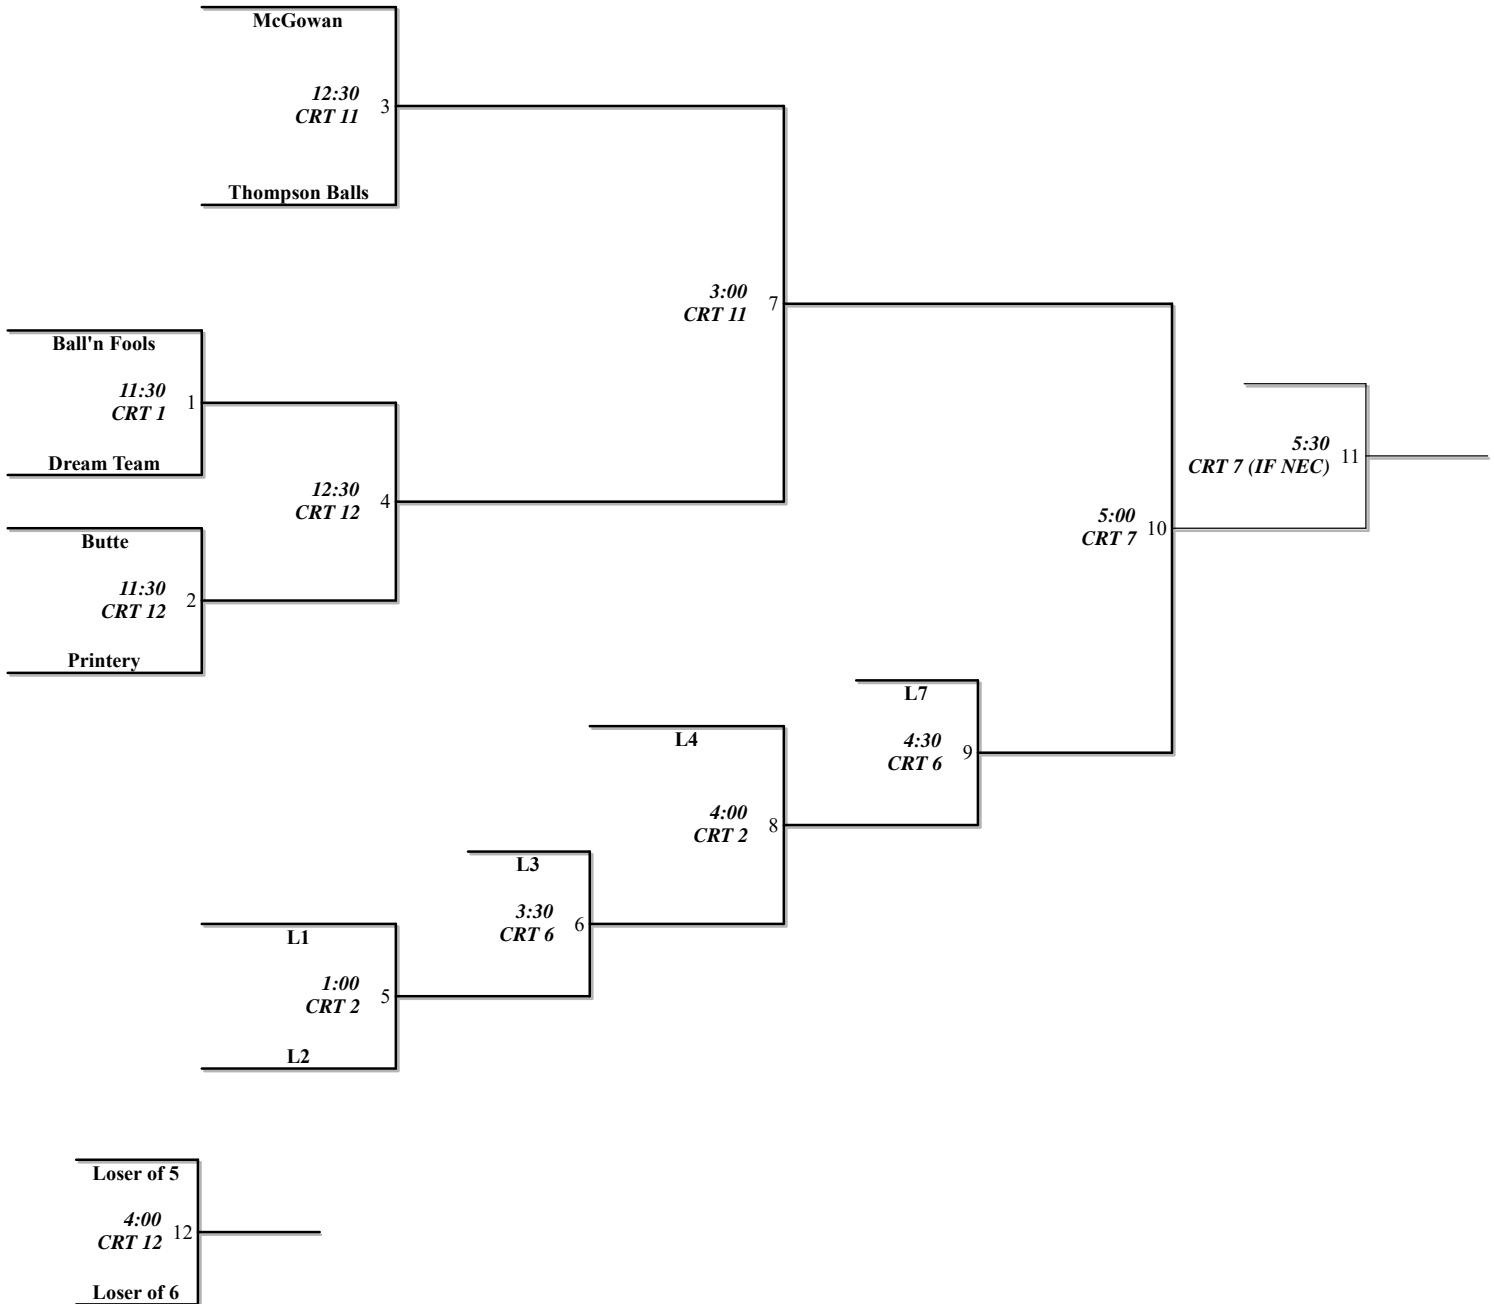 McGowan
12:30
CRT 11
3
Thompson Balls
3:00
CRT 11
7
Ball'n Fools
11:30
CRT 1
1
Dream Team
12:30
CRT 12
4
Butte
11:30
CRT 12
2
Printery
5:30
CRT 7 (IF NEC)
11
5:00
CRT 7
10
L7
4:30
CRT 6
9
L4
4:00
CRT 2
8
L3
3:30
CRT 6
6
L1
1:00
CRT 2
5
L2
Loser of 5
4:00
CRT 12
12
Loser of 6